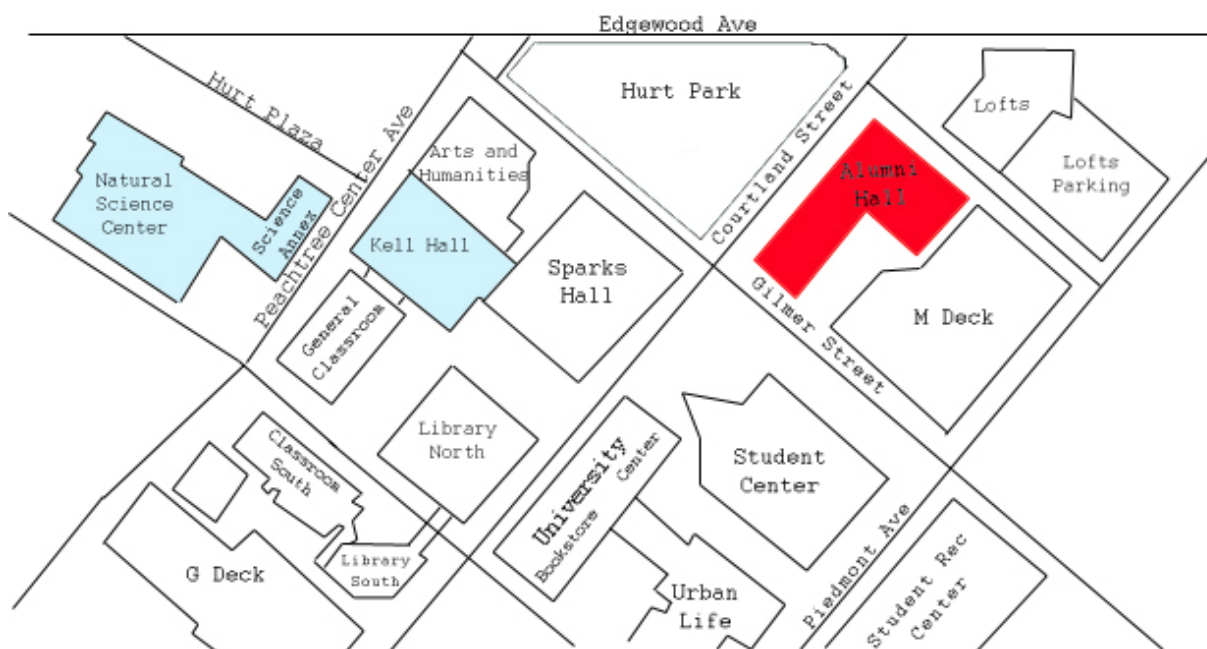 Edgewood Ave
Hurt Plaza
Hurt Park
Peachtree Center Ave
Courtland Street
Lofts
Lofts
Parking
Arts and
Humanities
Alumni
Hall
Natural
Science
Center
Science
Annex
Kell Hall
Sparks
Hall
Gilmer Street
M Deck
General
Classroom
Library
North
Classroom
South
University
Center
Bookstore
Student
Center
Piedmont Ave
Library
South
G Deck
Urban
Life
Student Rec
Center